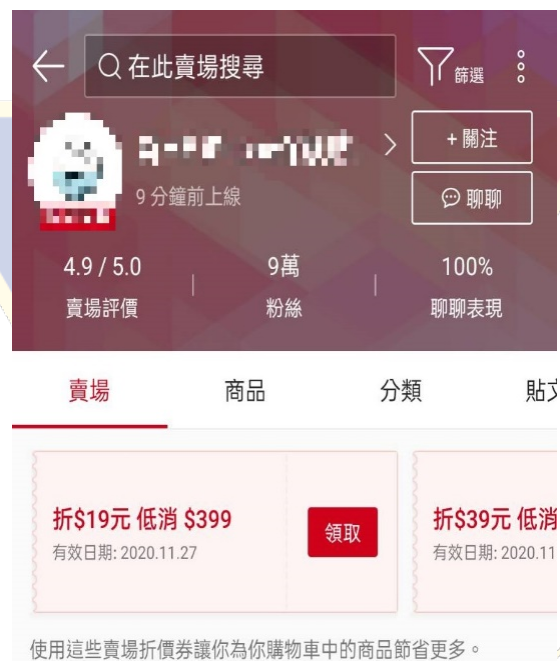 在此賣場搜尋
篩選
+ 關注
9 分鐘前上線
聊聊
4.9 / 5.0
9萬
100%
賣場評價
粉絲
聊聊表現
賣場
商品
分類
貼文
折$19元 低消 $399
有效日期: 2020.11.27
領取
折$39元 低消
有效日期: 2020.11
使用這些賣場折價券讓你為你購物車中的商品節省更多。